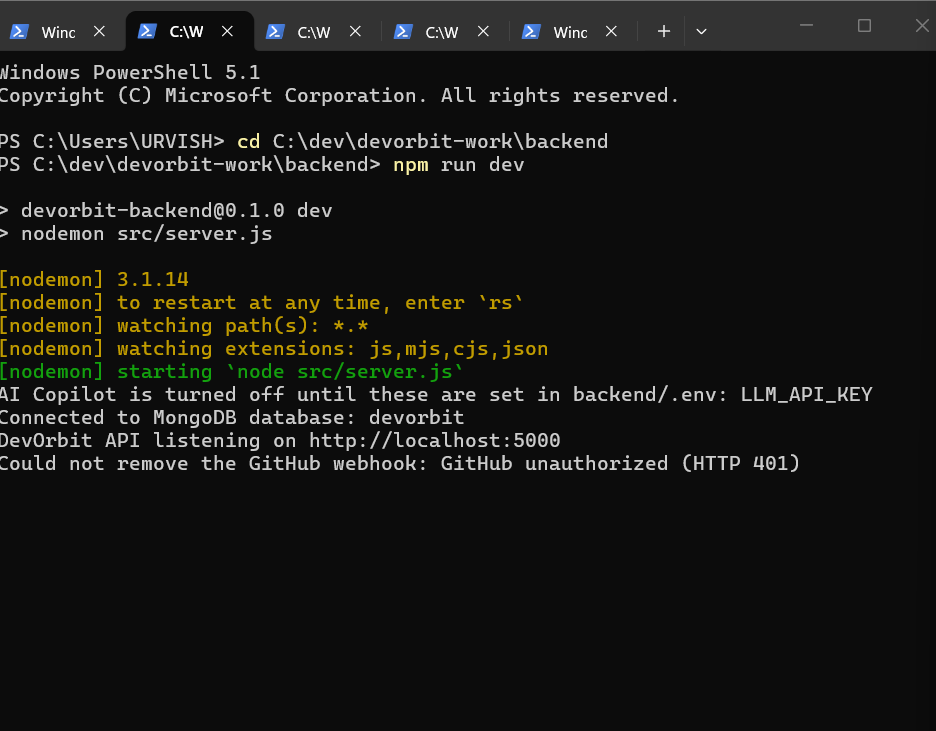 Winc
C:\W
C:\W
C:\W
Winc
Windows PowerShell 5.1
Copyright (C) Microsoft Corporation. All rights reserved.
PS C:\Users\URVISH> cd C:\dev\devorbit-work\backend
PS C:\dev\devorbit-work\backend> npm run dev
> devorbit-backend@0.1.0 dev
> nodemon src/server.js
[nodemon] 3.1.14
[nodemon] to restart at any time, enter `rs`
[nodemon] watching path(s): *.*
[nodemon] watching extensions: js,mjs,cjs,json
[nodemon] starting `node src/server.js`
AI Copilot is turned off until these are set in backend/.env: LLM_API_KEY
Connected to MongoDB database: devorbit
DevOrbit API listening on http://localhost:5000
Could not remove the GitHub webhook: GitHub unauthorized (HTTP 401)